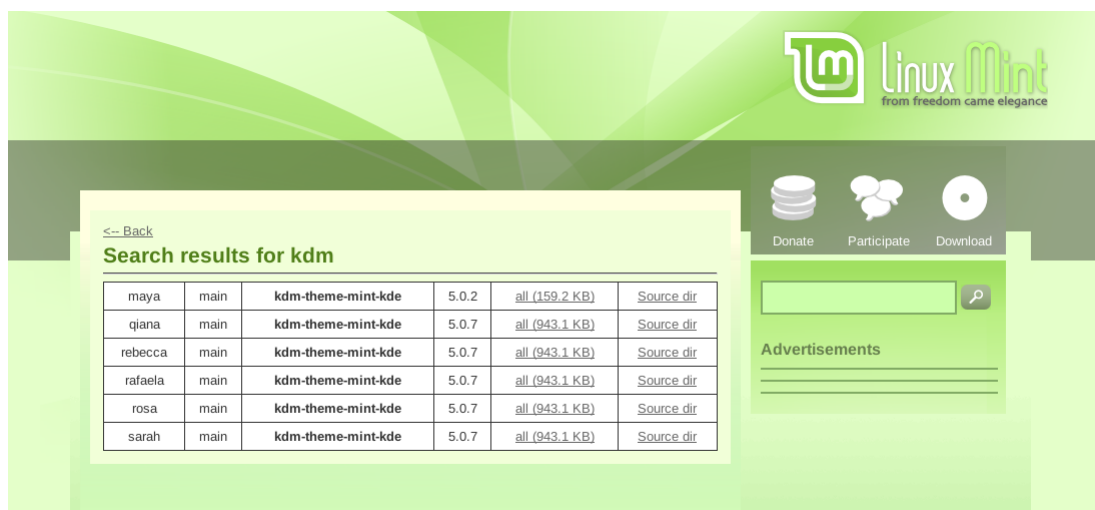 Linux Mint
from freedom came elegance
Donate Participate Download
<-- Back
Search results for kdm
maya main kdm-theme-mint-kde 5.0.2 all (159.2 KB) Source dir
qiana main kdm-theme-mint-kde 5.0.7 all (943.1 KB) Source dir
rebecca main kdm-theme-mint-kde 5.0.7 all (943.1 KB) Source dir
rafaela main kdm-theme-mint-kde 5.0.7 all (943.1 KB) Source dir
rosa main kdm-theme-mint-kde 5.0.7 all (943.1 KB) Source dir
sarah main kdm-theme-mint-kde 5.0.7 all (943.1 KB) Source dir
Advertisements